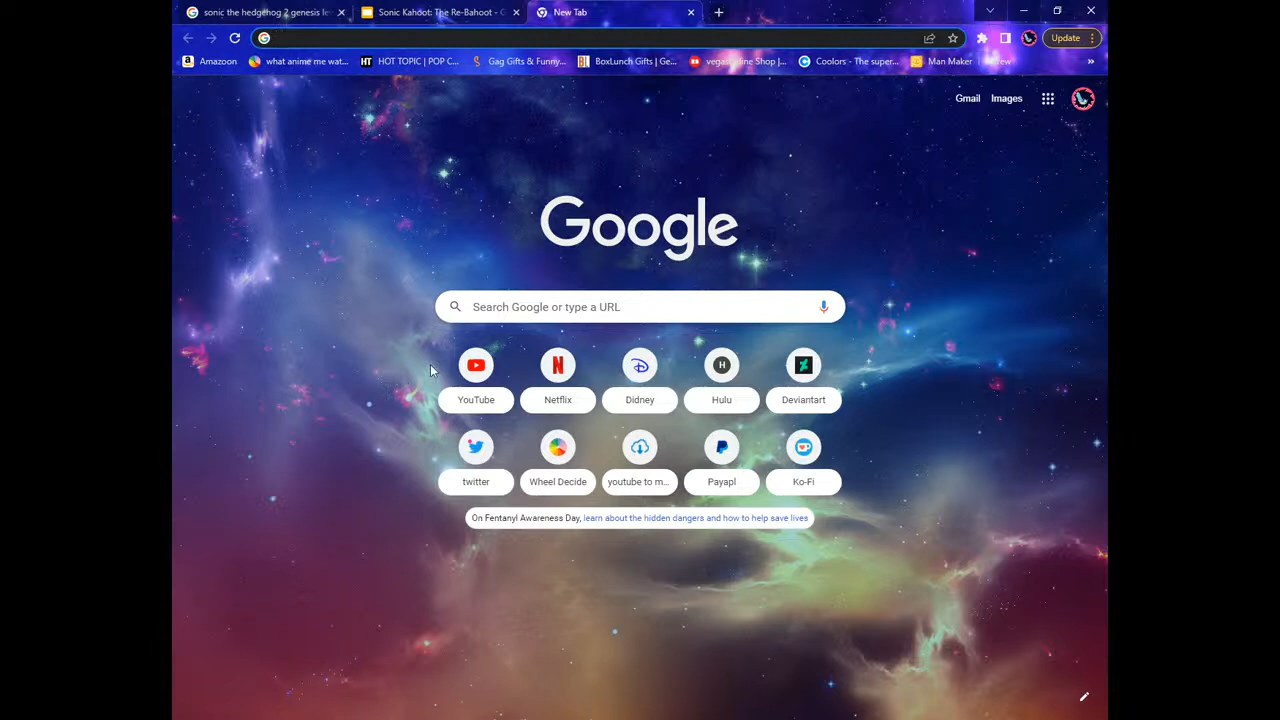 sonic the hedgehog 2 genesis le
Sonic Kahoot: The Re-Bahoot - G
New Tab
Update
Amazoon
what anime me wat...
HOT TOPIC | POP C...
Gag Gifts & Funny...
BoxLunch Gifts | Ge...
Coolors - The super...
Man Maker
Gmail
Images
Google
Search Google or type a URL
YouTube
Netflix
Didney
H
Hulu
Deviantart
twitter
Wheel Decide
youtube to m...
Payapl
Ko-Fi
On Fentanyl Awareness Day, learn about the hidden dangers and how to help save lives